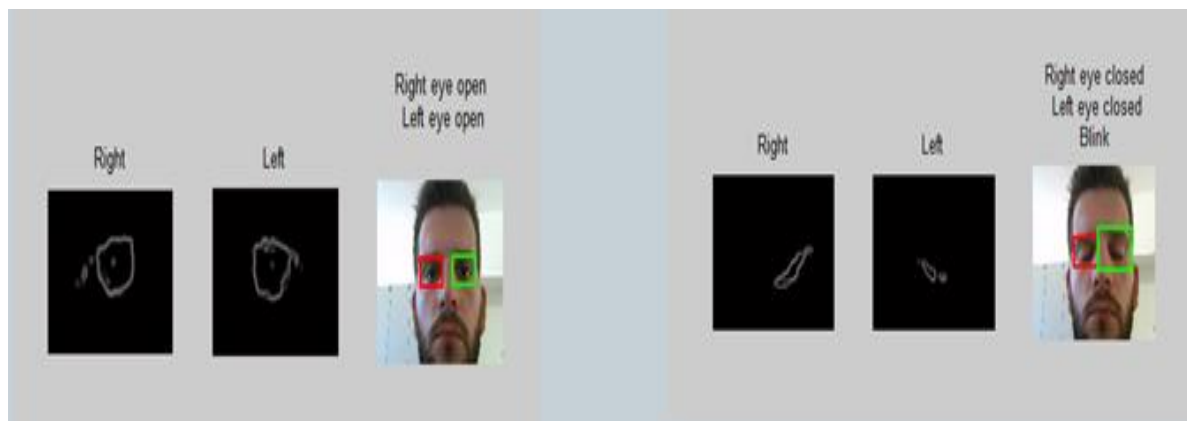 Right eye open
Left eye open
Right
Left
Right eye closed
Left eye closed
Blink
Right
Left